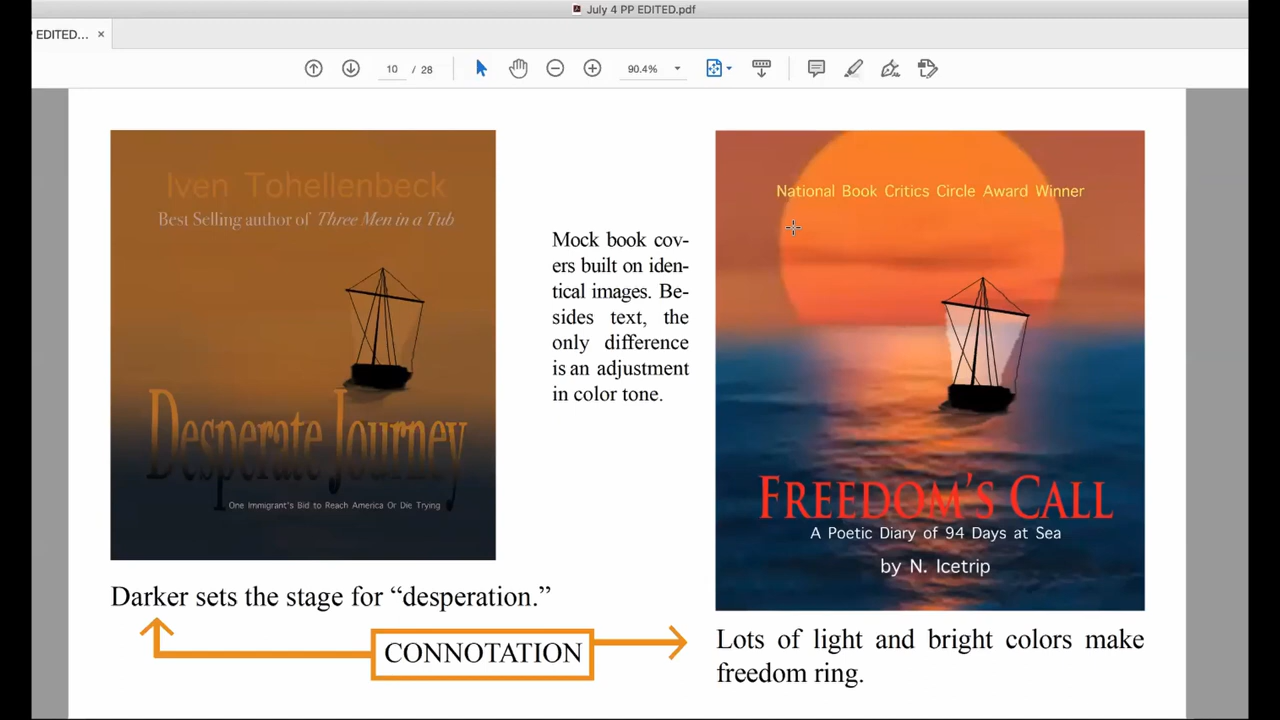 July 4 PP EDITED.pdf
P EDITED... ×
10 / 28
90.4%
Iven Tohellenbeck
Best Selling author of Three Men in a Tub
Desperate Journey
One Immigrant's Bid to Reach America Or Die Trying
Mock book cov-
ers built on iden-
tical images. Be-
sides text, the
only difference
is an adjustment
in color tone.
National Book Critics Circle Award Winner
FREEDOM'S CALL
A Poetic Diary of 94 Days at Sea
by N. Icetrip
Darker sets the stage for “desperation.”
CONNOTATION
Lots of light and bright colors make
freedom ring.